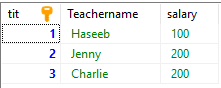 tit Teachername salary
1 Haseeb 100
2 Jenny 200
3 Charlie 200